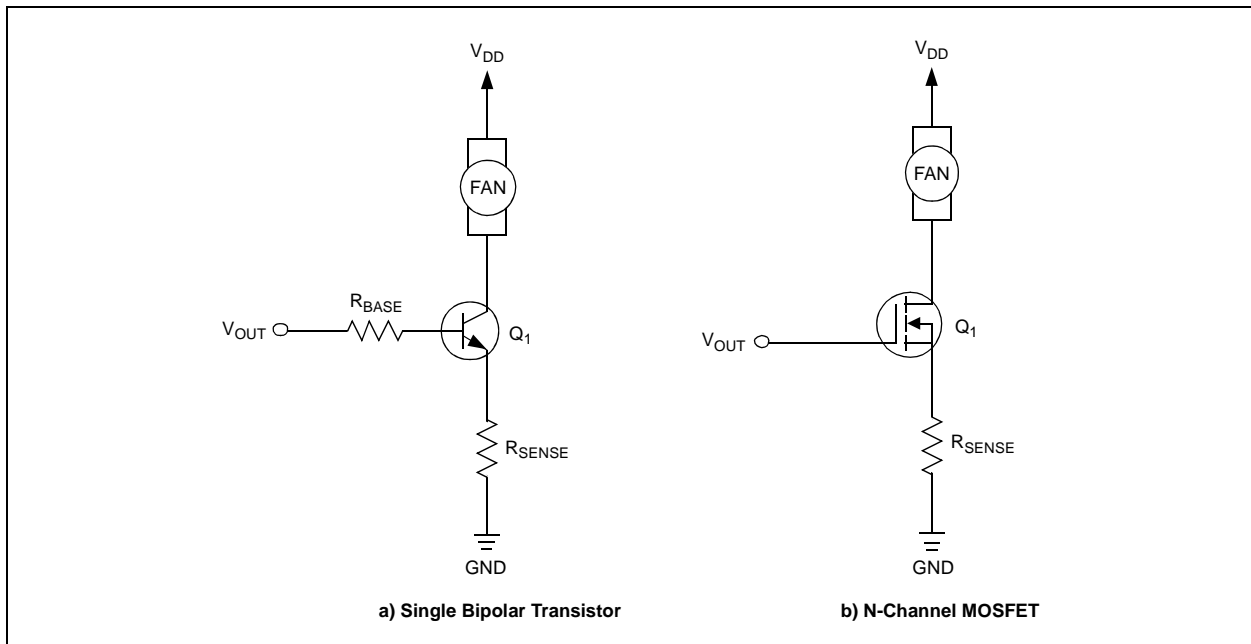 VDD
FAN
RBASE
VOUT
Q1
RSENSE
GND
a) Single Bipolar Transistor
VDD
FAN
VOUT
Q1
RSENSE
GND
b) N-Channel MOSFET